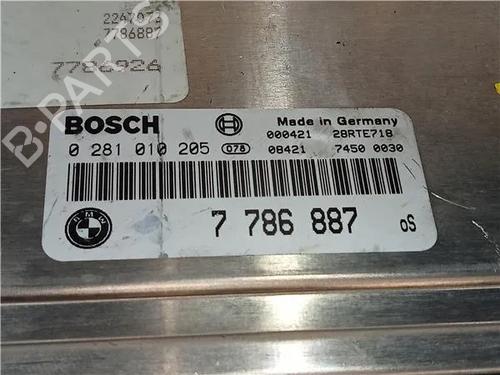 2247073
7786887
7786926
BOSCH
Made in Germany
000421 28RTE718
0 281 010 205 078 08421 7450 0030
BMW
7 786 887 oS
B-PARTS